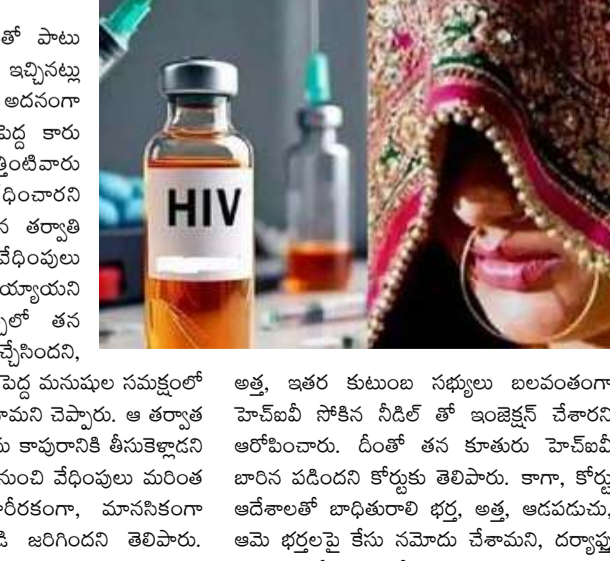 తో పాటు
ఇచ్చినట్లు
అదనంగా
పెద్ద కారు
త్తింటివారు
ధించారని
న తర్వాతి
వేధింపులు
య్యాయని
లో తన
చ్చేసిందని,
పెద్ద మనుషుల సమక్షంలో
మని చెప్పారు. ఆ తర్వాత
కాపురానికి తీసుకెళ్లాడని
నుంచి వేధింపులు మరింత
రీరకంగా, మానసికంగా
డి జరిగిందని తెలిపారు.
HIV
అత్త, ఇతర కుటుంబ సభ్యులు బలవంతంగా
హెచ్ఐవీ సోకిన నీడిల్ తో ఇంజెక్షన్ చేశారని
ఆరోపించారు. దీంతో తన కూతురు హెచ్ఐవీ
బారిన పడిందని కోర్టుకు తెలిపారు. కాగా, కోర్టు
ఆదేశాలతో బాధితురాలి భర్త, అత్త, ఆడపడుచు,
ఆమె భర్తలపై కేసు నమోదు చేశామని, దర్యాప్తు